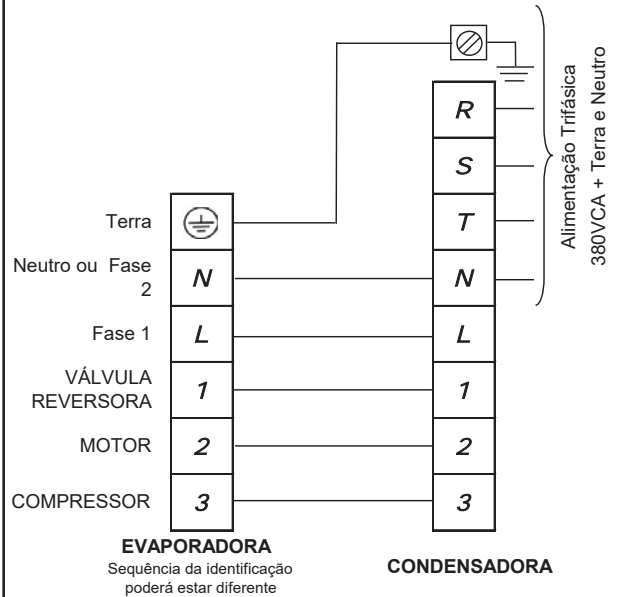 Alimentação Trifásica
380VCA + Terra e Neutro
R
S
T
N
L
1
2
3
Terra
Neutro ou Fase
2
N
Fase 1
L
VÁLVULA
REVERSORA
1
MOTOR
2
COMPRESSOR
3
EVAPORADORA
Sequência da identificação
poderá estar diferente
CONDENSADORA